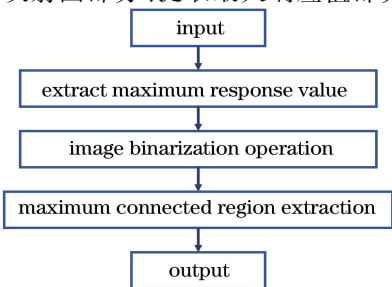 input
extract maximum response value
image binarization operation
maximum connected region extraction
output